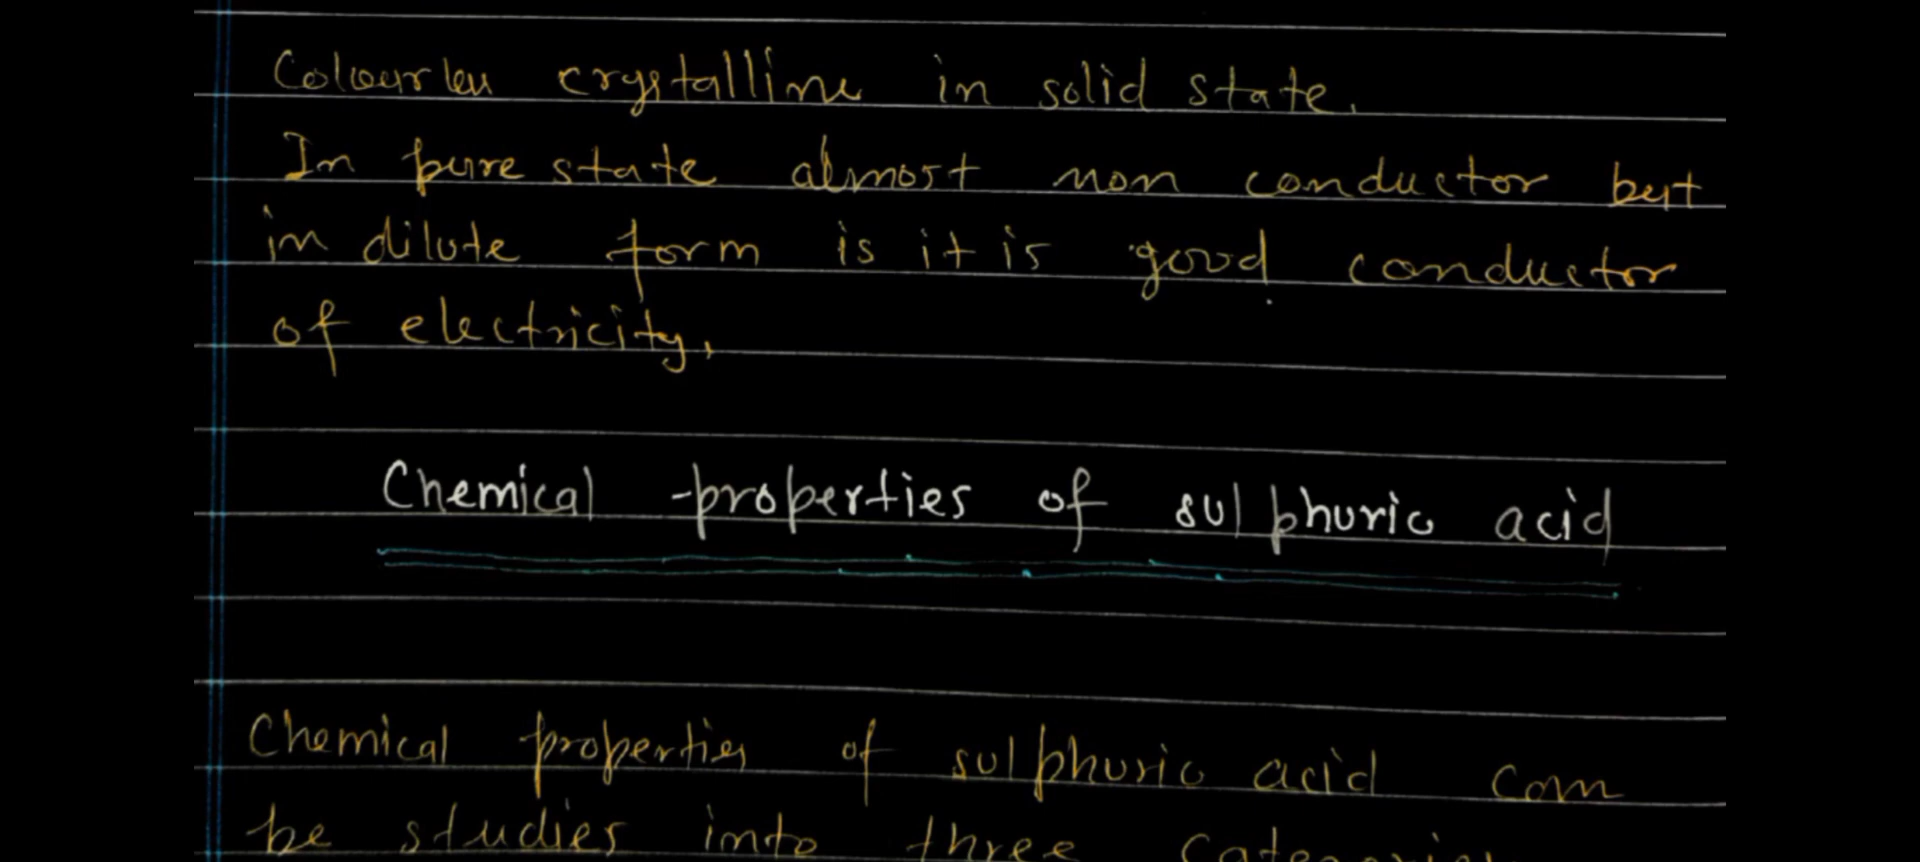 Colourless crystalline in solid state.
In pure state almost non conductor but
in dilute form is it is good conductor
of electricity,
Chemical properties of sulphuric acid
Chemical properties of sulphuric acid can
be studies into three categories